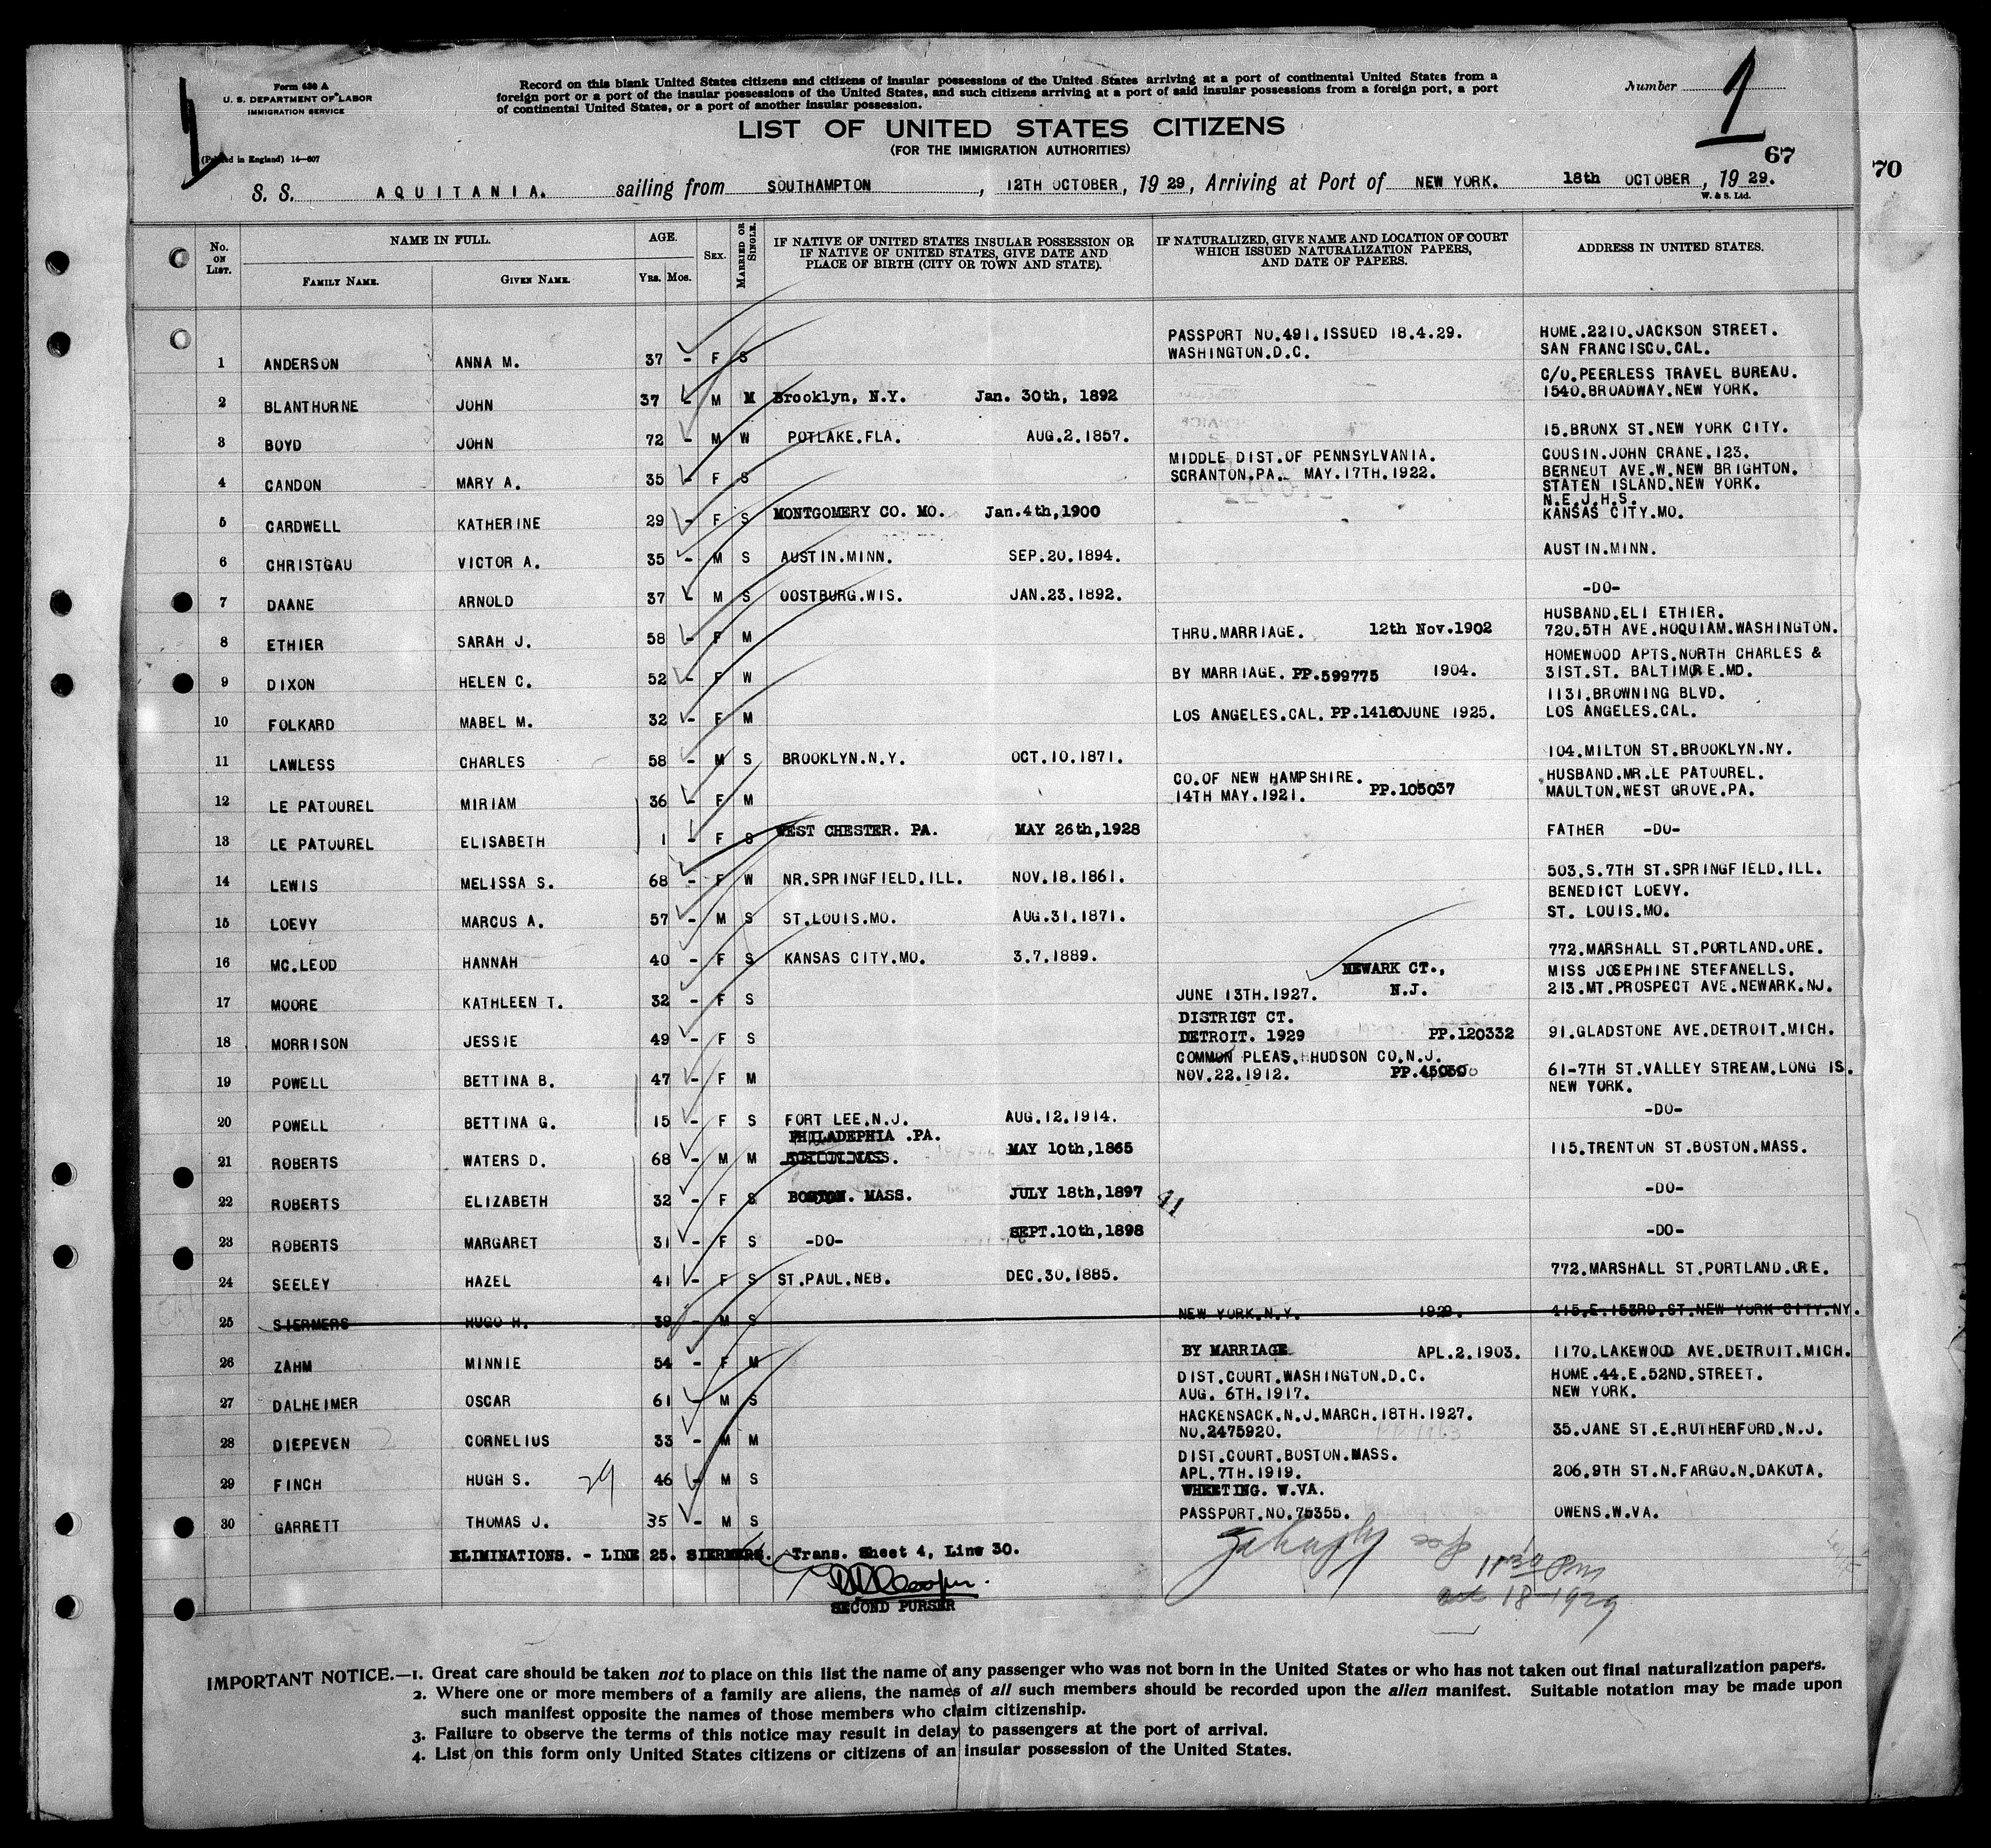 Form 630 A
U. S. DEPARTMENT OF LABOR
IMMIGRATION SERVICE
(Printed in England) 14—607
Record on this blank United States citizens and citizens of insular possessions of the United States arriving at a port of continental United States from a
foreign port or a port of the insular possessions of the United States, and such citizens arriving at a port of said insular possessions from a foreign port, a port
of continental United States, or a port of another insular possession.
Number 1
LIST OF UNITED STATES CITIZENS
(FOR THE IMMIGRATION AUTHORITIES)
67
70
S. S. AQUITANIA. sailing from SOUTHAMPTON, 12TH OCTOBER, 1929, Arriving at Port of NEW YORK. 18th OCTOBER, 1929.
W. & S. Ltd.
No. ON LIST. NAME IN FULL. AGE. SEX. MARRIED OR SINGLE. IF NATIVE OF UNITED STATES INSULAR POSSESSION OR IF NATIVE OF UNITED STATES, GIVE DATE AND PLACE OF BIRTH (CITY OR TOWN AND STATE). IF NATURALIZED, GIVE NAME AND LOCATION OF COURT WHICH ISSUED NATURALIZATION PAPERS, AND DATE OF PAPERS. ADDRESS IN UNITED STATES.
FAMILY NAME. GIVEN NAME. YRS. MOS.
1 ANDERSON ANNA M. 37 - F S PASSPORT NO.491.ISSUED 18.4.29. WASHINGTON.D.C. HOME.2210.JACKSON STREET. SAN FRANCISCO.CAL.
2 BLANTHORNE JOHN 37 - M M Brooklyn, N.Y. Jan. 30th, 1892 C/O.PEERLESS TRAVEL BUREAU. 1540.BROADWAY.NEW YORK.
3 BOYD JOHN 72 - M W POTLAKE.FLA. AUG.2.1857. 15.BRONX ST.NEW YORK CITY.
4 CANDON MARY A. 35 - F S MIDDLE DIST.OF PENNSYLVANIA. SCRANTON.PA. MAY.17TH.1922. COUSIN.JOHN CRANE.123. BERNEUT AVE.W.NEW BRIGHTON. STATEN ISLAND.NEW YORK.
5 CARDWELL KATHERINE 29 - F S MONTGOMERY CO. MO. Jan.4th,1900 N.E.J.H.S. KANSAS CITY.MO.
6 CHRISTGAU VICTOR A. 35 - M S AUSTIN.MINN. SEP.20.1894. AUSTIN.MINN.
7 DAANE ARNOLD 37 - M S OOSTBURG.WIS. JAN.23.1892. -DO-
8 ETHIER SARAH J. 58 - F M THRU.MARRIAGE. 12th Nov.1902 HUSBAND.ELI ETHIER. 720.5TH AVE.HOQUIAM.WASHINGTON.
9 DIXON HELEN C. 52 - F W BY MARRIAGE. PP.599775 1904. HOMEWOOD APTS.NORTH CHARLES & 31ST.ST. BALTIMORE.MD.
10 FOLKARD MABEL M. 32 - F M LOS ANGELES.CAL. PP.14160 JUNE 1925. 1131.BROWNING BLVD. LOS ANGELES.CAL.
11 LAWLESS CHARLES 58 - M S BROOKLYN.N.Y. OCT.10.1871. 104.MILTON ST.BROOKLYN.NY.
12 LE PATOUREL MIRIAM 36 - F M CO.OF NEW HAMPSHIRE. 14TH MAY.1921. PP.105037 HUSBAND.MR.LE PATOUREL. MAULTON.WEST GROVE.PA.
13 LE PATOUREL ELISABETH 1 - F S WEST CHESTER. PA. MAY 26th,1928 FATHER -DO-
14 LEWIS MELISSA S. 68 - F W NR.SPRINGFIELD.ILL. NOV.18.1861. 503.S.7TH ST.SPRINGFIELD.ILL.
15 LOEVY MARCUS A. 57 - M S ST.LOUIS.MO. AUG.31.1871. BENEDICT LOEVY. ST. LOUIS.MO.
16 MC.LEOD HANNAH 40 - F S KANSAS CITY.MO. 3.7.1889. 772.MARSHALL ST.PORTLAND.ORE.
17 MOORE KATHLEEN T. 32 - F S JUNE 13TH.1927. NEWARK CT., N.J. MISS JOSEPHINE STEFANELLS. 213.MT.PROSPECT AVE.NEWARK.NJ.
18 MORRISON JESSIE 49 - F S DISTRICT CT. DETROIT. 1929 PP.120332 91.GLADSTONE AVE.DETROIT.MICH.
19 POWELL BETTINA B. 47 - F M COMMON PLEAS. HUDSON CO.N.J. NOV.22.1912. 61-7TH ST.VALLEY STREAM.LONG IS. NEW YORK.
20 POWELL BETTINA G. 15 - F S FORT LEE.N.J. AUG.12.1914. -DO-
21 ROBERTS WATERS D. 68 - M M PHILADEPHIA .PA. MAY 10th,1865 115.TRENTON ST.BOSTON.MASS.
22 ROBERTS ELIZABETH 32 - F S BOSTON. MASS. JULY 18th,1897 -DO-
23 ROBERTS MARGARET 31 - F S -DO- SEPT.10th,1898 -DO-
24 SEELEY HAZEL 41 - F S ST.PAUL.NEB. DEC.30.1885. 772.MARSHALL ST.PORTLAND.ORE.
25 SIERMERS HUGO H. 39 - M S NEW YORK.N.Y. 1929. 415.E.153RD.ST.NEW YORK CITY.NY.
26 ZAHM MINNIE 54 - F M BY MARRIAGE APL.2.1903. 1170.LAKEWOOD AVE.DETROIT.MICH.
27 DALHEIMER OSCAR 61 - M S DIST.COURT.WASHINGTON.D.C. AUG. 6TH.1917. HOME.44.E.52ND.STREET. NEW YORK.
28 DIEPEVEN CORNELIUS 33 - M M HACKENSACK.N.J.MARCH.18TH.1927. NO.2475920. 35.JANE ST.E.RUTHERFORD.N.J.
29 FINCH HUGH S. 29 46 - M S DIST.COURT.BOSTON.MASS. APL.7TH.1919. 206.9TH ST.N.FARGO.N.DAKOTA.
30 GARRETT THOMAS J. 35 - M S WHEETING. W.VA. PASSPORT.NO.75355. OWENS.W.VA.
ELIMINATIONS. - LINE 25. SIERMERS. Trans. Sheet 4, Line 30.
11 30 Pm
Oct 18-1929
SECOND PURSER
IMPORTANT NOTICE.—1. Great care should be taken not to place on this list the name of any passenger who was not born in the United States or who has not taken out final naturalization papers.
2. Where one or more members of a family are aliens, the names of all such members should be recorded upon the alien manifest. Suitable notation may be made upon
such manifest opposite the names of those members who claim citizenship.
3. Failure to observe the terms of this notice may result in delay to passengers at the port of arrival.
4. List on this form only United States citizens or citizens of an insular possession of the United States.